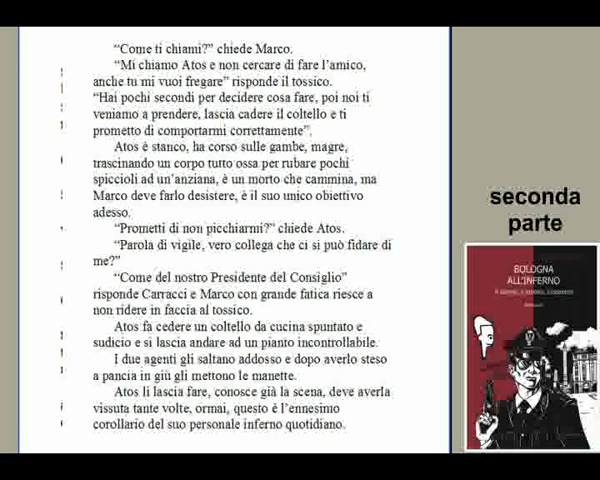 “Come ti chiami?” chiede Marco.
“Mi chiamo Atos e non cercare di fare l’amico,
anche tu mi vuoi fregare” risponde il tossico.
“Hai pochi secondi per decidere cosa fare, poi noi ti
veniamo a prendere, lascia cadere il coltello e ti
prometto di comportarmi correttamente”.
Atos è stanco, ha corso sulle gambe, magre,
trascinando un corpo tutto ossa per rubare pochi
spiccioli ad un’anziana, è un morto che cammina, ma
Marco deve farlo desistere, è il suo unico obiettivo
adesso.
“Prometti di non picchiarmi?” chiede Atos.
“Parola di vigile, vero collega che ci si può fidare di
me?”
“Come del nostro Presidente del Consiglio”
risponde Carracci e Marco con grande fatica riesce a
non ridere in faccia al tossico.
Atos fa cedere un coltello da cucina spuntato e
sudicio e si lascia andare ad un pianto incontrollabile.
I due agenti gli saltano addosso e dopo averlo steso
a pancia in giù gli mettono le manette.
Atos li lascia fare, conosce già la scena, deve averla
vissuta tante volte, ormai, questo è l’ennesimo
corollario del suo personale inferno quotidiano.
seconda
parte
BOLOGNA
ALL'INFERNO